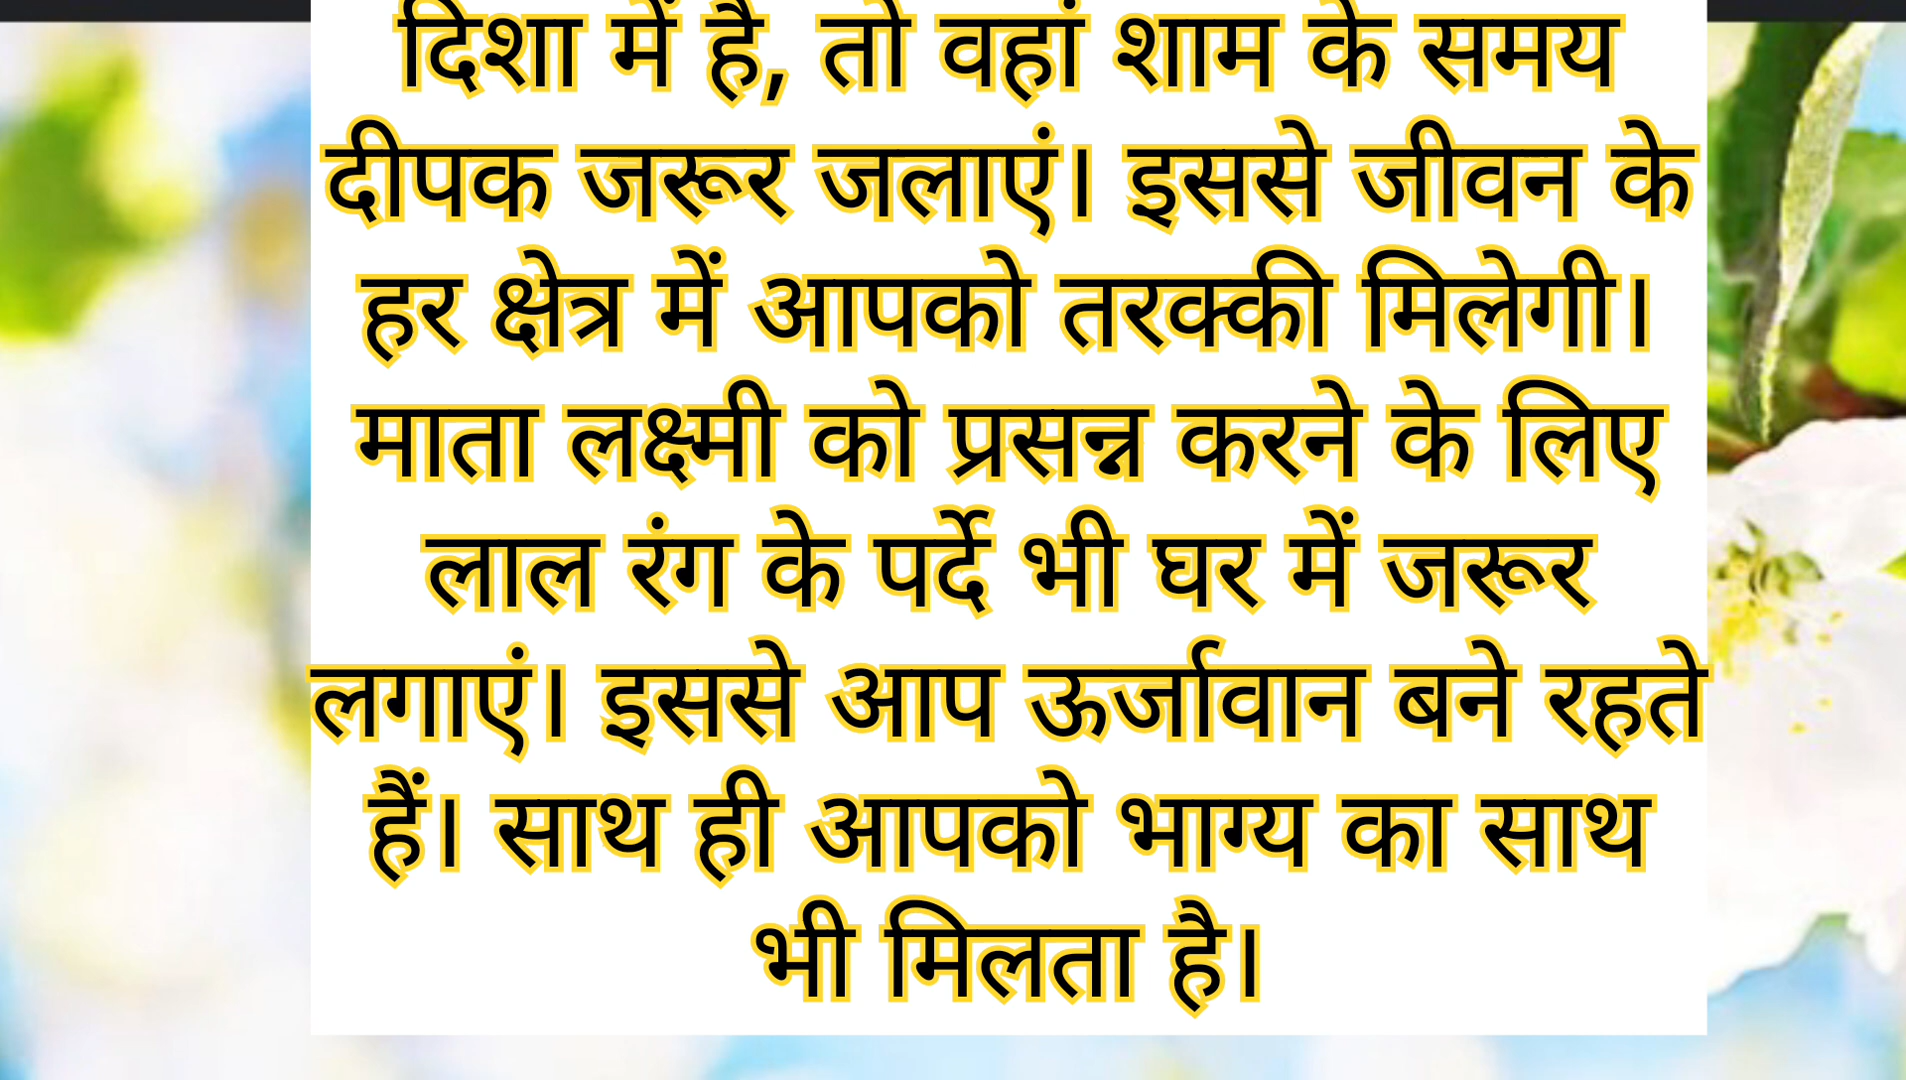 दिशा में है, तो वहां शाम के समय
दीपक जरूर जलाएं। इससे जीवन के
हर क्षेत्र में आपको तरक्की मिलेगी।
माता लक्ष्मी को प्रसन्न करने के लिए
लाल रंग के पर्दे भी घर में जरूर
लगाएं। इससे आप ऊर्जावान बने रहते
हैं। साथ ही आपको भाग्य का साथ
भी मिलता है।